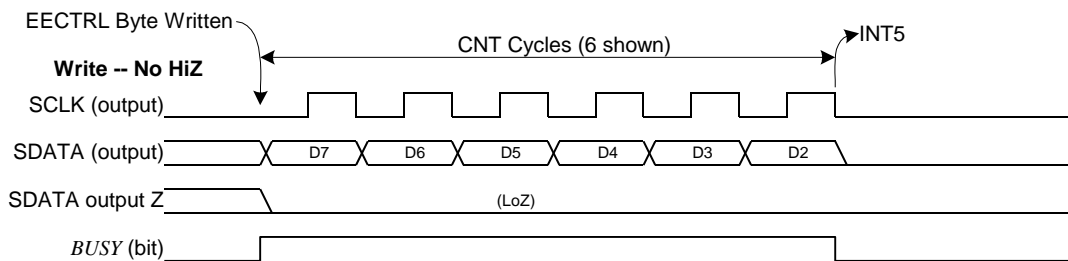 EECTRL Byte Written
CNT Cycles (6 shown)
INT5
Write -- No HiZ
SCLK (output)
SDATA (output)
D7 D6 D5 D4 D3 D2
SDATA output Z
(LoZ)
BUSY (bit)